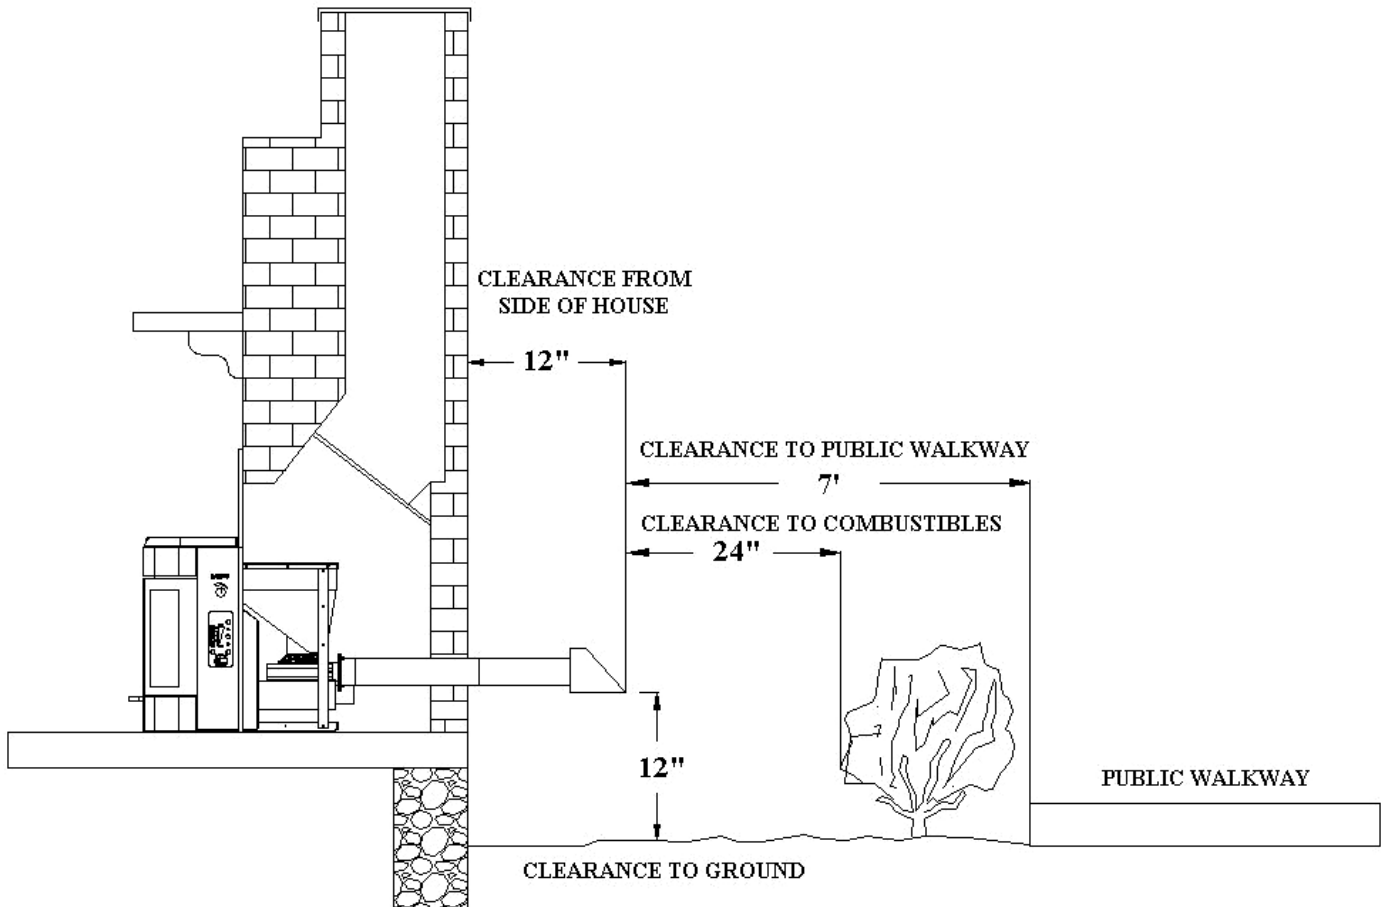 CLEARANCE FROM
SIDE OF HOUSE
12"
CLEARANCE TO PUBLIC WALKWAY
7'
CLEARANCE TO COMBUSTIBLES
24"
12"
PUBLIC WALKWAY
CLEARANCE TO GROUND